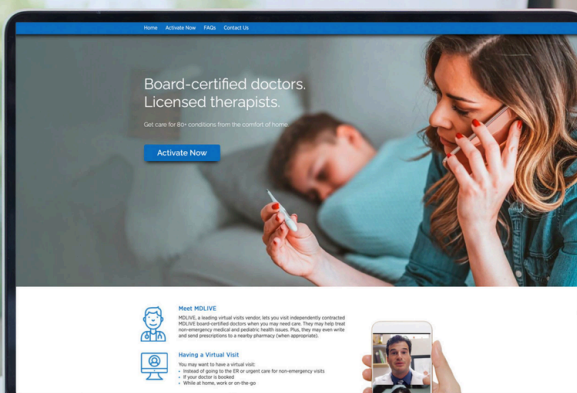 Home Activate Now FAQs Contact Us
Board-certified doctors.
Licensed therapists.
Get care for 80+ conditions from the comfort of home.
Activate Now
Meet MDLIVE
MDLIVE, a leading virtual visits vendor, lets you visit independently contracted
MDLIVE board-certified doctors when you may need care. They may help treat
non-emergency medical and pediatric health issues. Plus, they may even write
and send prescriptions to a nearby pharmacy (when appropriate).
Having a Virtual Visit
You may want to have a virtual visit:
• Instead of going to the ER or urgent care for non-emergency visits
• If your doctor is booked
• While at home, work or on-the-go